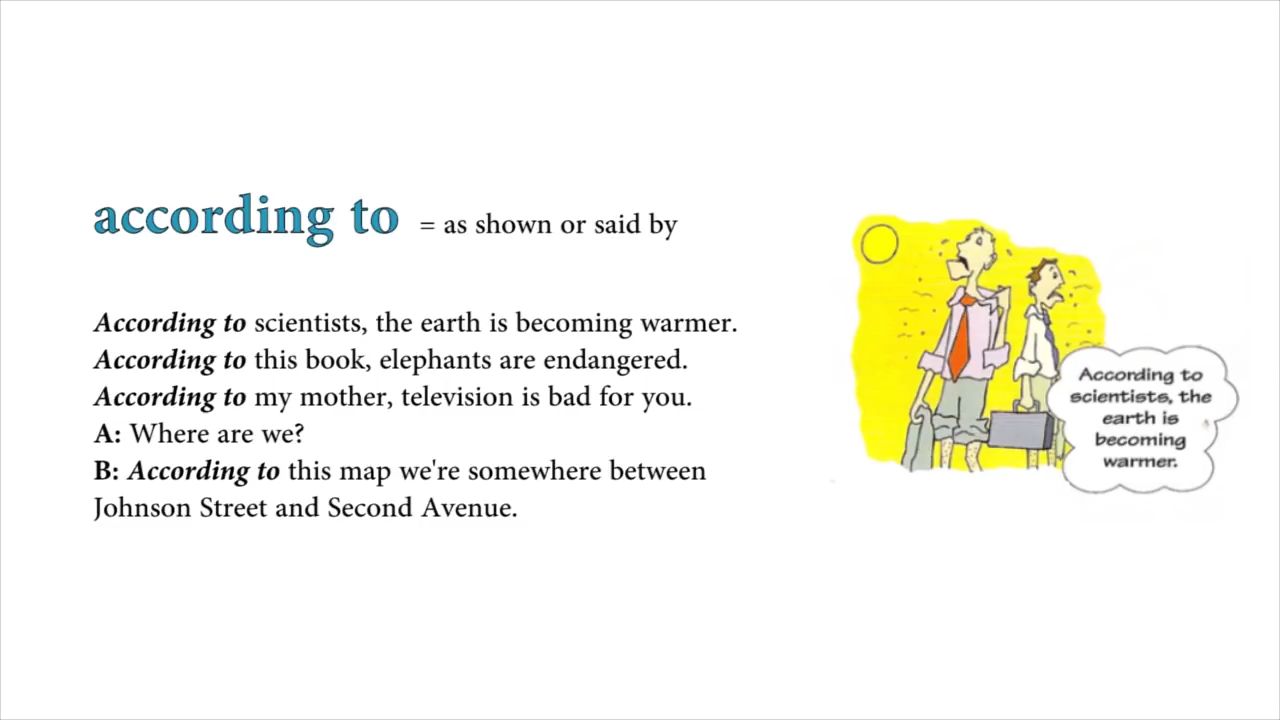 according to = as shown or said by
According to scientists, the earth is becoming warmer.
According to this book, elephants are endangered.
According to my mother, television is bad for you.
A: Where are we?
B: According to this map we're somewhere between
Johnson Street and Second Avenue.
According to
scientists, the
earth is
becoming
warmer.